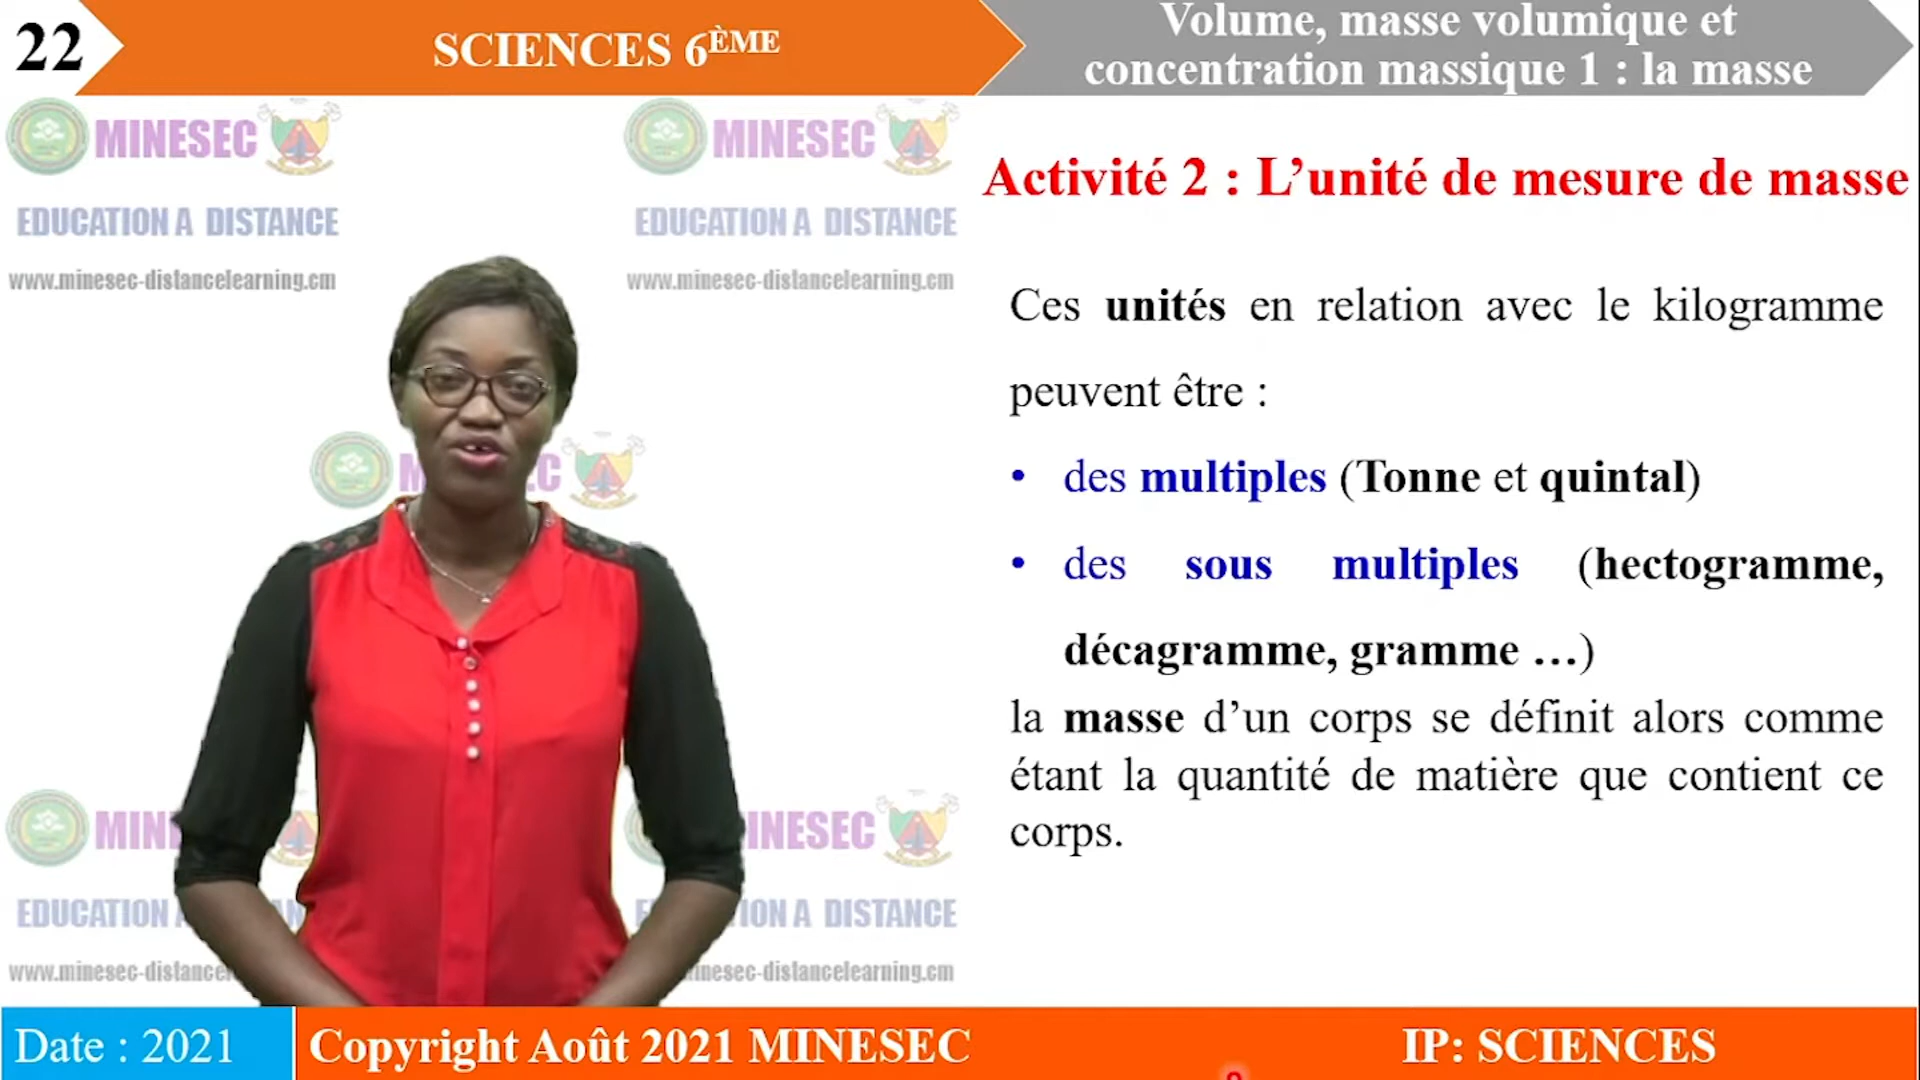 22
SCIENCES 6ÈME
Volume, masse volumique et
concentration massique 1 : la masse
MINESEC
EDUCATION A DISTANCE
www.minesec-distancelearning.cm
MINESEC
EDUCATION A DISTANCE
www.minesec-distancelearning.cm
Activité 2 : L’unité de mesure de masse
Ces unités en relation avec le kilogramme
peuvent être :
• des multiples (Tonne et quintal)
• des sous multiples (hectogramme,
décagramme, gramme …)
la masse d’un corps se définit alors comme
étant la quantité de matière que contient ce
corps.
Date : 2021
Copyright Août 2021 MINESEC
IP: SCIENCES